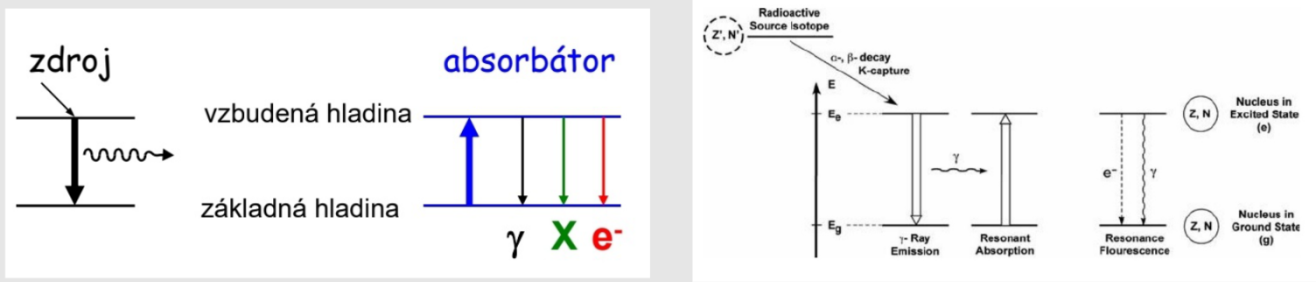 zdroj
absorbátor
vzbudená hladina
základná hladina
γ X e-
Radioactive
Source Isotope
Z', N'
α-, β- decay
K-capture
E
Ee
γ
e-
γ
Z, N
Nucleus in
Excited State
(e)
Eg
γ- Ray
Emission
Resonant
Absorption
Resonance
Flourescence
Z, N
Nucleus in
Ground State
(g)